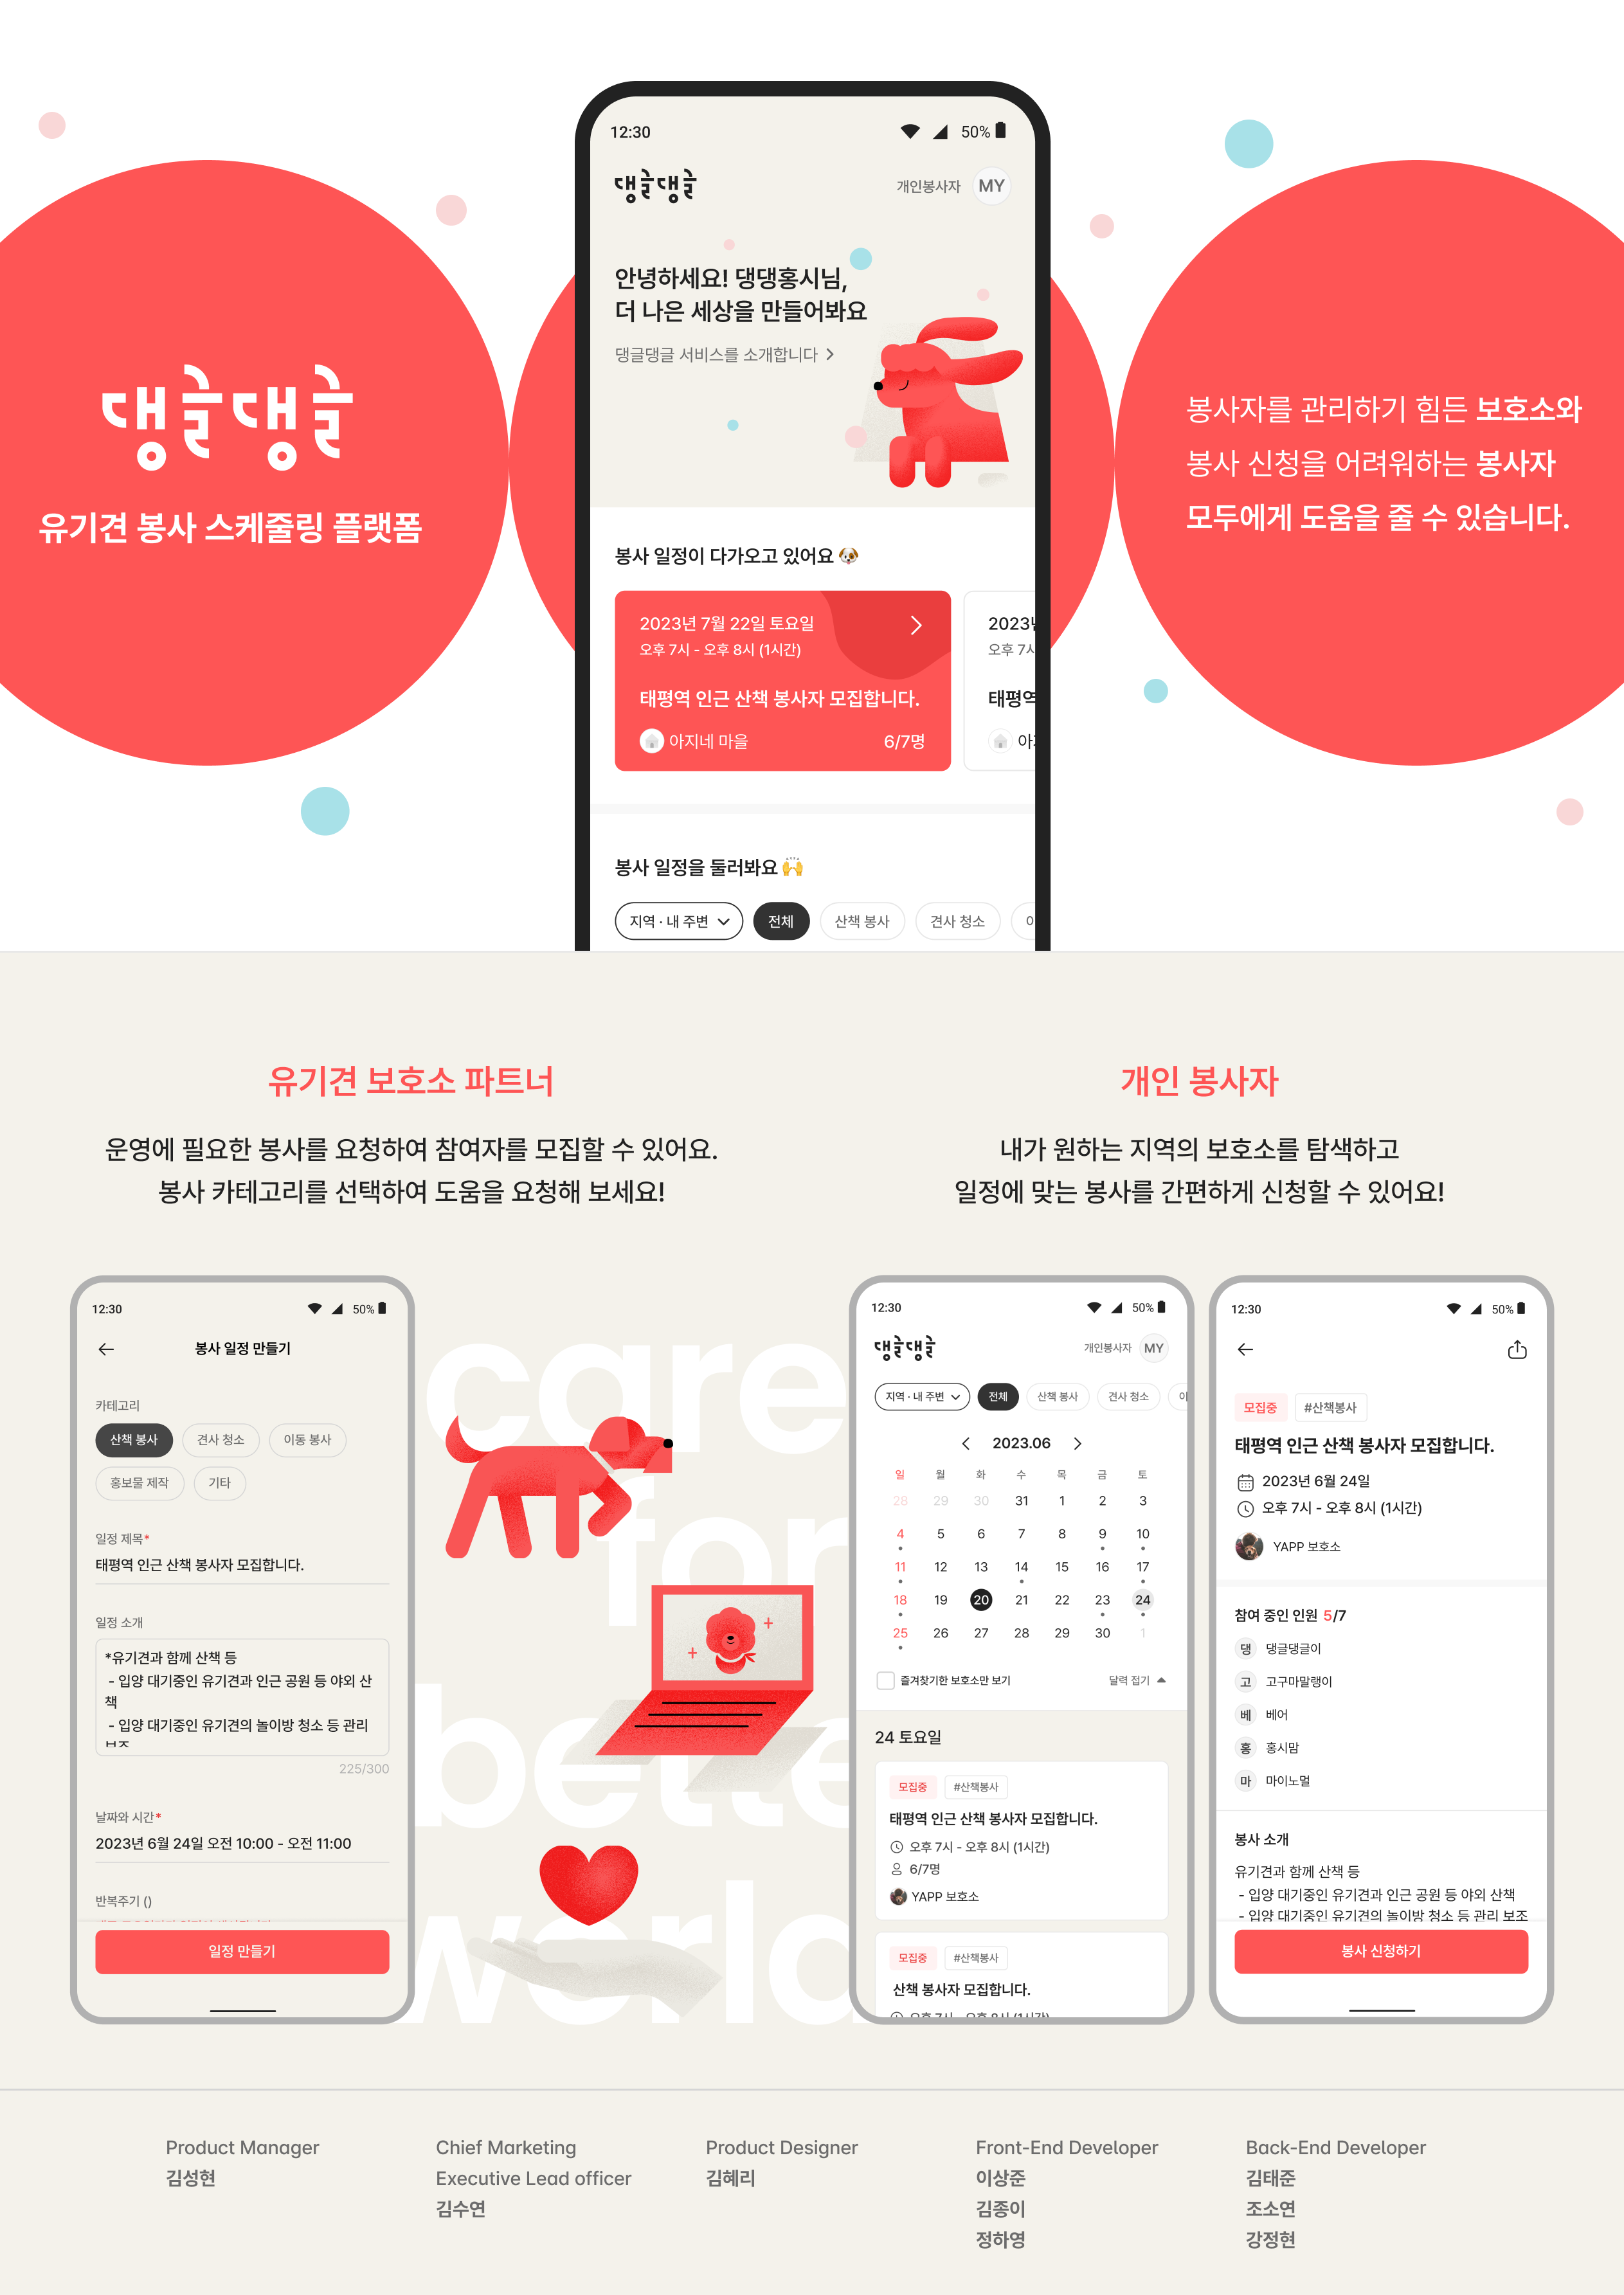 댕글댕글
유기견 봉사 스케줄링 플랫폼
12:30
50%
댕글댕글
개인봉사자 MY
안녕하세요! 댕댕홍시님,
더 나은 세상을 만들어봐요
댕글댕글 서비스를 소개합니다
봉사 일정이 다가오고 있어요 🐶
2023년 7월 22일 토요일
오후 7시 - 오후 8시 (1시간)
태평역 인근 산책 봉사자 모집합니다.
아지네 마을 6/7명
2023년
오후 7시
태평역
봉사 일정을 둘러봐요 🙌
지역 · 내 주변 전체 산책 봉사 견사 청소
봉사자를 관리하기 힘든 보호소와
봉사 신청을 어려워하는 봉사자
모두에게 도움을 줄 수 있습니다.
유기견 보호소 파트너
운영에 필요한 봉사를 요청하여 참여자를 모집할 수 있어요.
봉사 카테고리를 선택하여 도움을 요청해 보세요!
개인 봉사자
내가 원하는 지역의 보호소를 탐색하고
일정에 맞는 봉사를 간편하게 신청할 수 있어요!
12:30
50%
봉사 일정 만들기
카테고리
산책 봉사 견사 청소 이동 봉사
홍보물 제작 기타
일정 제목*
태평역 인근 산책 봉사자 모집합니다.
일정 소개
*유기견과 함께 산책 등
- 입양 대기중인 유기견과 인근 공원 등 야외 산
책
- 입양 대기중인 유기견의 놀이방 청소 등 관리
225/300
날짜와 시간*
2023년 6월 24일 오전 10:00 - 오전 11:00
반복주기 ()
일정 만들기
care
for
better
world
12:30
50%
댕글댕글
개인봉사자 MY
지역 · 내 주변 전체 산책 봉사 견사 청소
2023.06
일 월 화 수 목 금 토
28 29 30 31 1 2 3
4 5 6 7 8 9 10
11 12 13 14 15 16 17
18 19 20 21 22 23 24
25 26 27 28 29 30 1
즐겨찾기한 보호소만 보기 달력 접기
24 토요일
모집중 #산책봉사
태평역 인근 산책 봉사자 모집합니다.
오후 7시 - 오후 8시 (1시간)
6/7명
YAPP 보호소
모집중 #산책봉사
산책 봉사자 모집합니다.
오후 7시 - 오후 8시 (1시간)
12:30
50%
모집중 #산책봉사
태평역 인근 산책 봉사자 모집합니다.
2023년 6월 24일
오후 7시 - 오후 8시 (1시간)
YAPP 보호소
참여 중인 인원 5/7
댕 댕글댕글이
고 고구마말랭이
베 베어
홍 홍시맘
마 마이노멀
봉사 소개
유기견과 함께 산책 등
- 입양 대기중인 유기견과 인근 공원 등 야외 산책
- 입양 대기중인 유기견의 놀이방 청소 등 관리 보조
봉사 신청하기
Product Manager
김성현
Chief Marketing
Executive Lead officer
김수연
Product Designer
김혜리
Front-End Developer
이상준
김종이
정하영
Back-End Developer
김태준
조소연
강정현